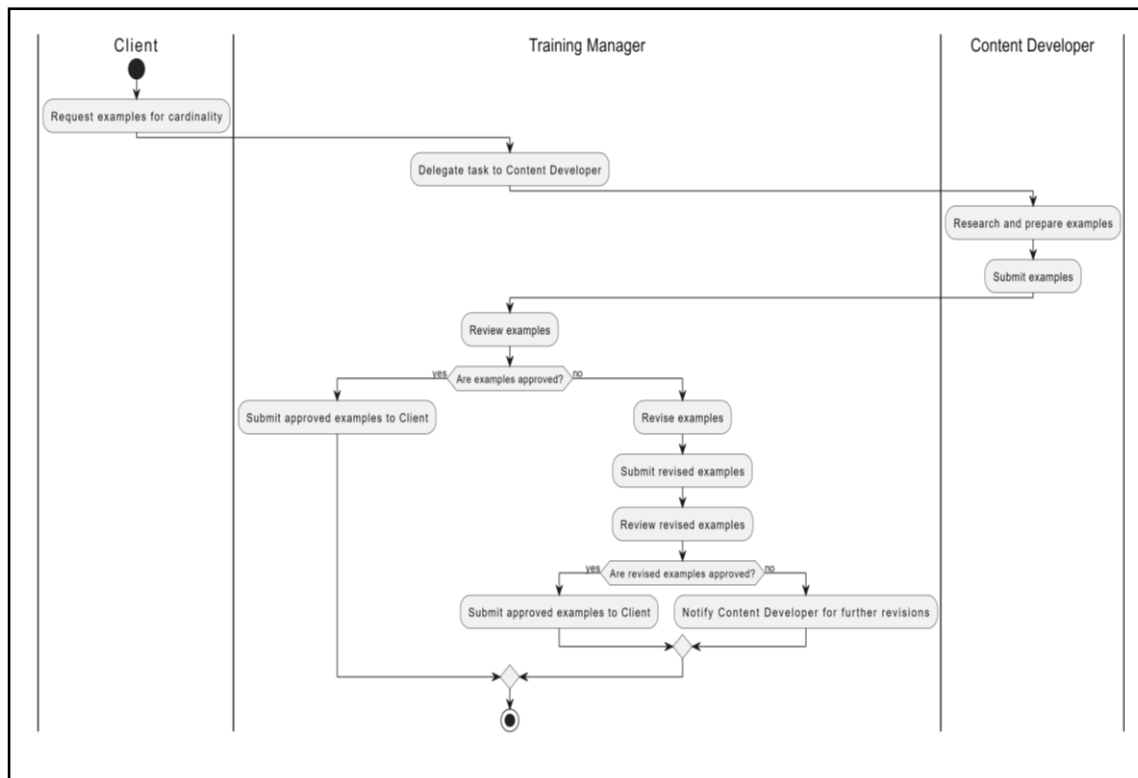 Client
Training Manager
Content Developer
Request examples for cardinality
Delegate task to Content Developer
Research and prepare examples
Submit examples
Review examples
yes
Are examples approved?
no
Submit approved examples to Client
Revise examples
Submit revised examples
Review revised examples
yes
Are revised examples approved?
no
Submit approved examples to Client
Notify Content Developer for further revisions